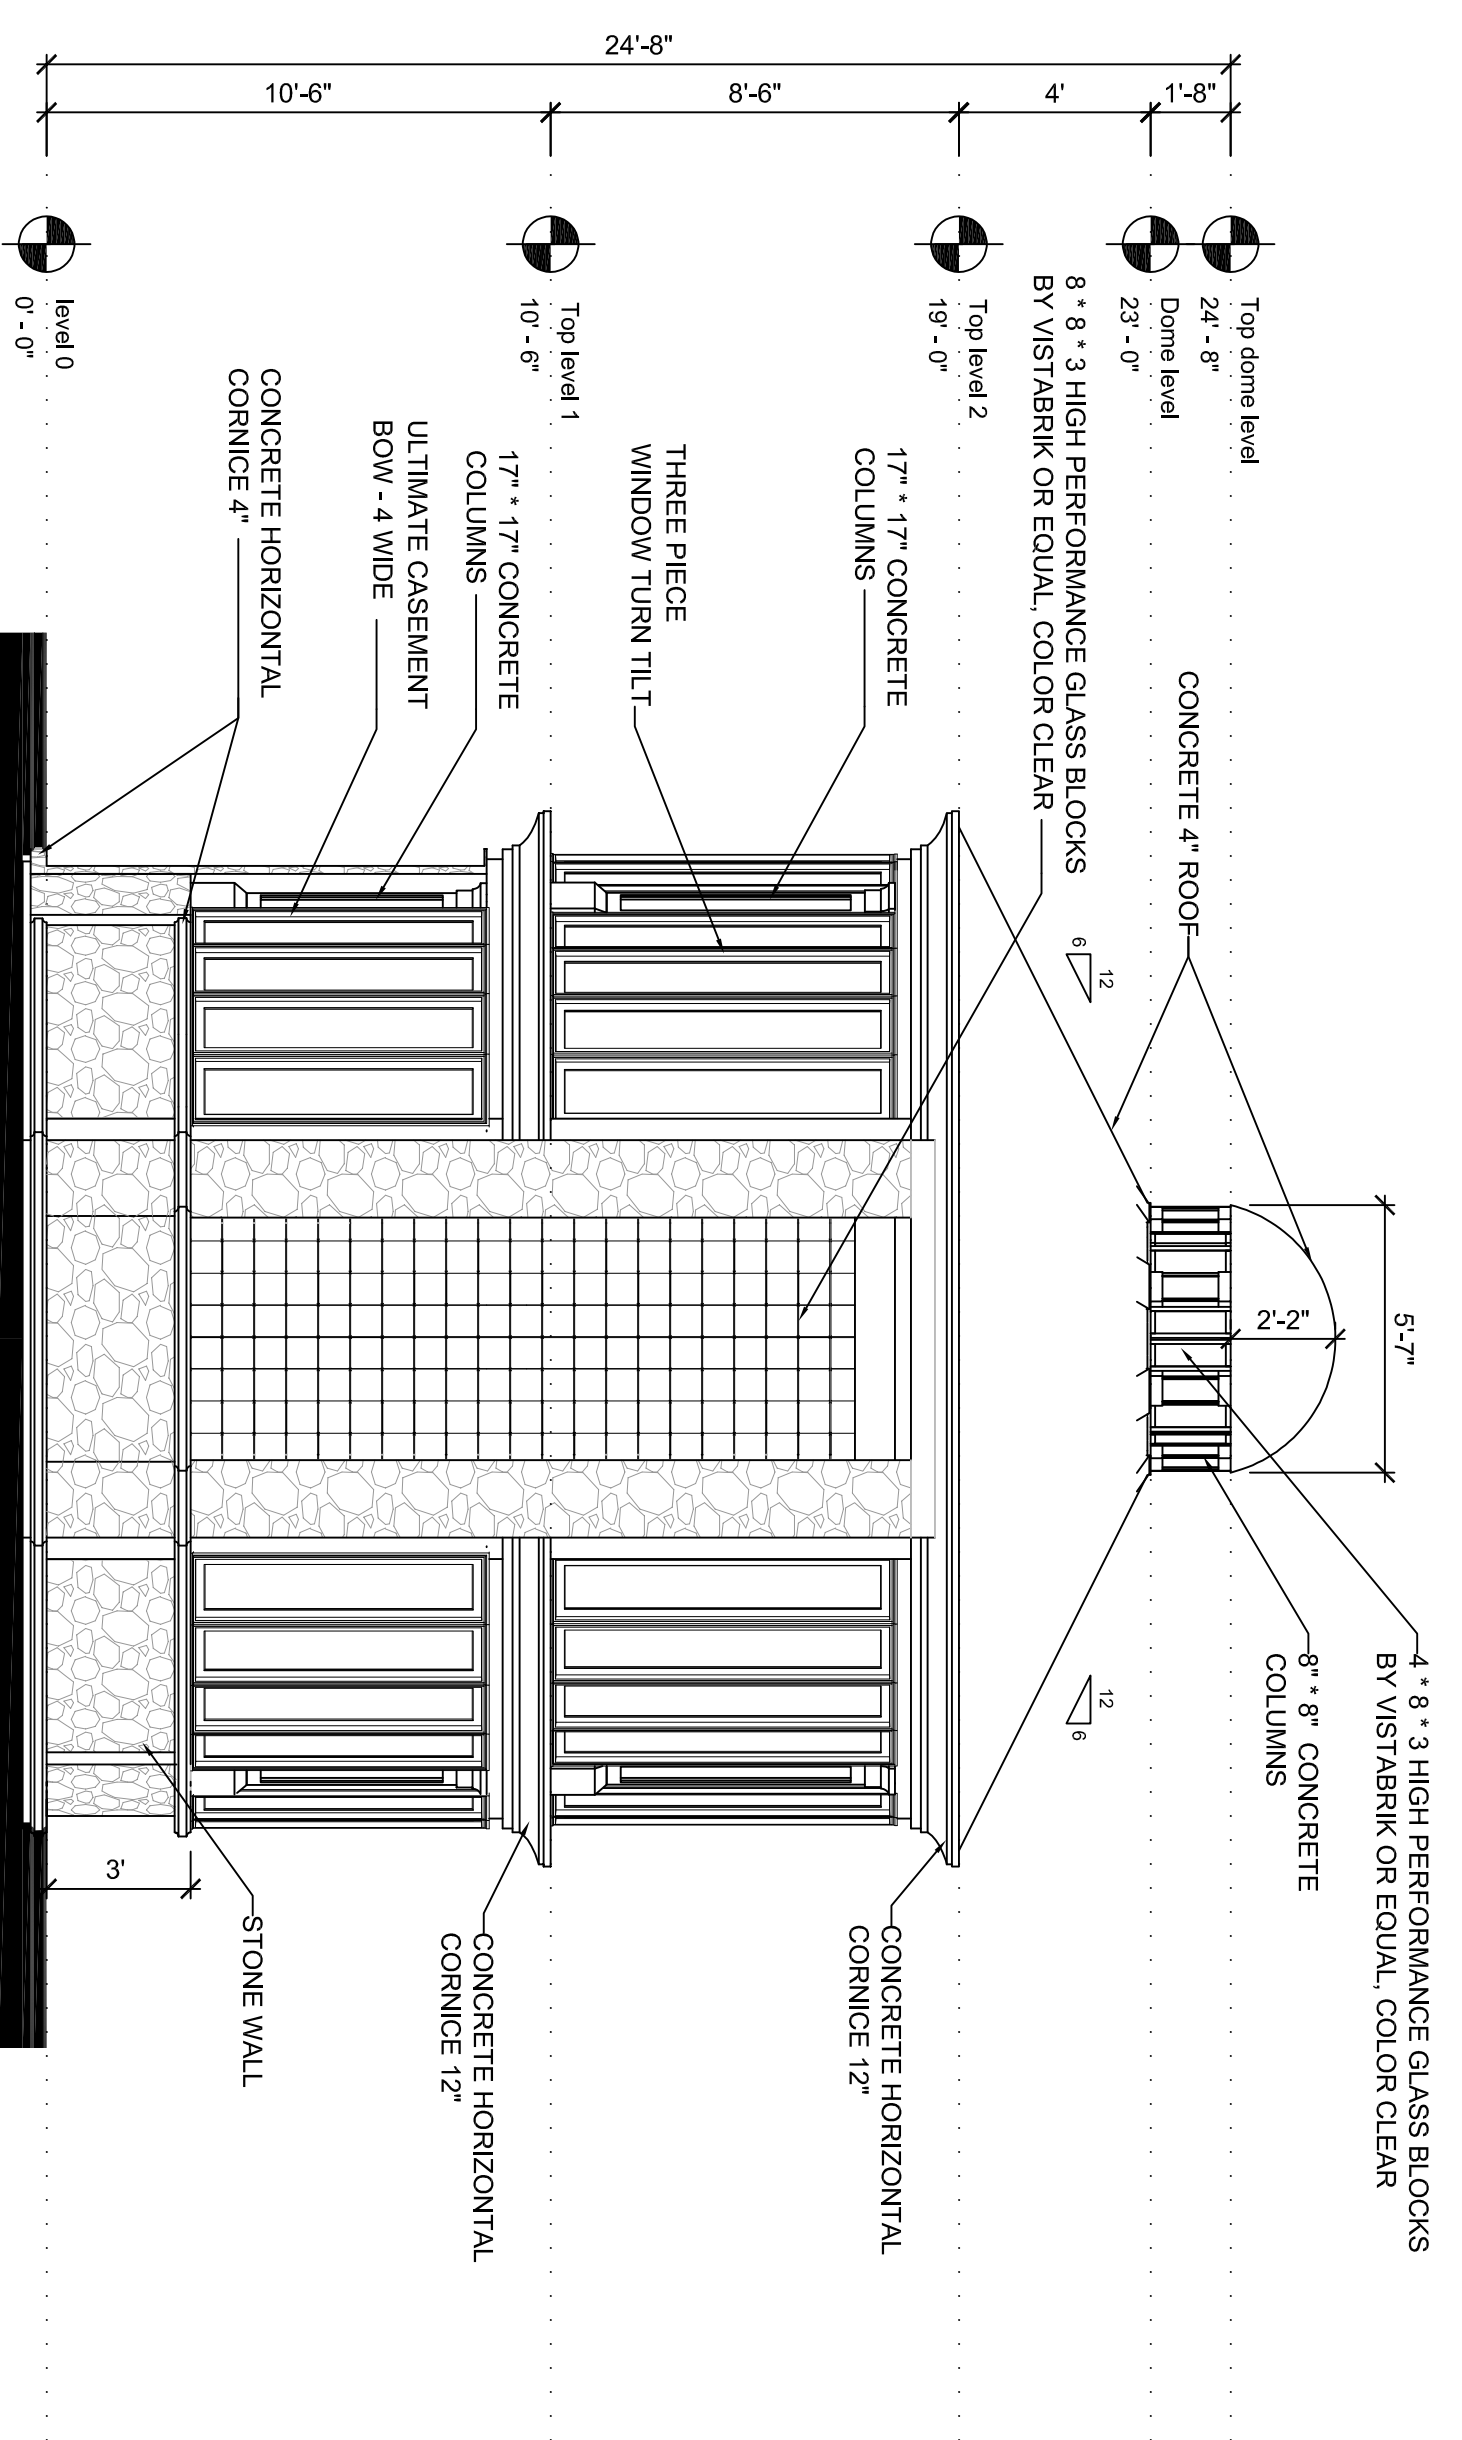 24'-8"
10'-6"
8'-6"
4'
1'-8"
Top dome level
24' - 8"
Dome level
23' - 0"
Top level 2
19' - 0"
Top level 1
10' - 6"
level 0
0' - 0"
8 * 8 * 3 HIGH PERFORMANCE GLASS BLOCKS
BY VISTABRIK OR EQUAL, COLOR CLEAR
CONCRETE 4" ROOF
17" * 17" CONCRETE
COLUMNS
THREE PIECE
WINDOW TURN TILT
17" * 17" CONCRETE
COLUMNS
ULTIMATE CASEMENT
BOW - 4 WIDE
CONCRETE HORIZONTAL
CORNICE 4"
12
6
5'-7"
2'-2"
12
6
4 * 8 * 3 HIGH PERFORMANCE GLASS BLOCKS
BY VISTABRIK OR EQUAL, COLOR CLEAR
8" * 8" CONCRETE
COLUMNS
CONCRETE HORIZONTAL
CORNICE 12"
CONCRETE HORIZONTAL
CORNICE 12"
STONE WALL
3'